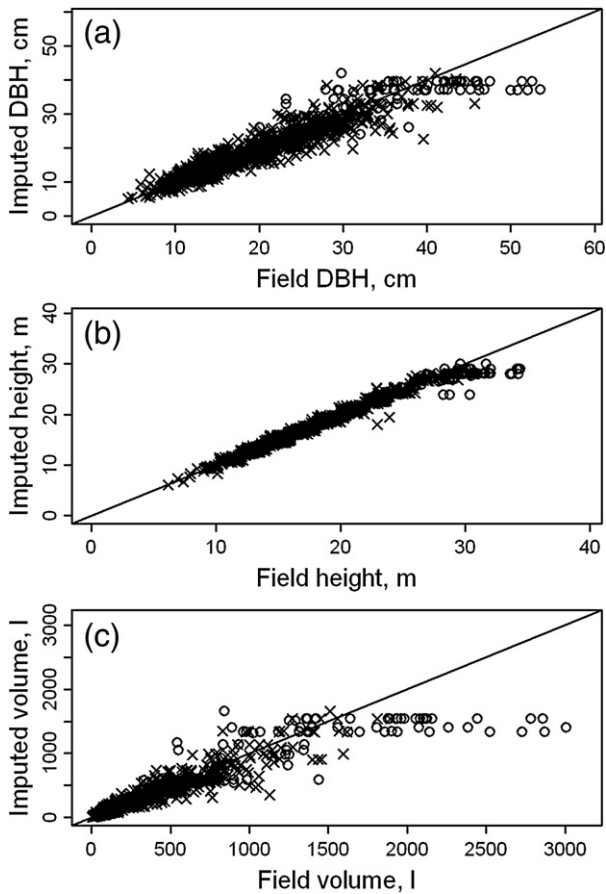 (a)
Imputed DBH, cm
0 10 30 50
0 10 20 30 40 50 60
Field DBH, cm
(b)
Imputed height, m
0 10 20 30 40
0 10 20 30 40
Field height, m
(c)
Imputed volume, l
0 1000 2000 3000
0 500 1000 1500 2000 2500 3000
Field volume, l